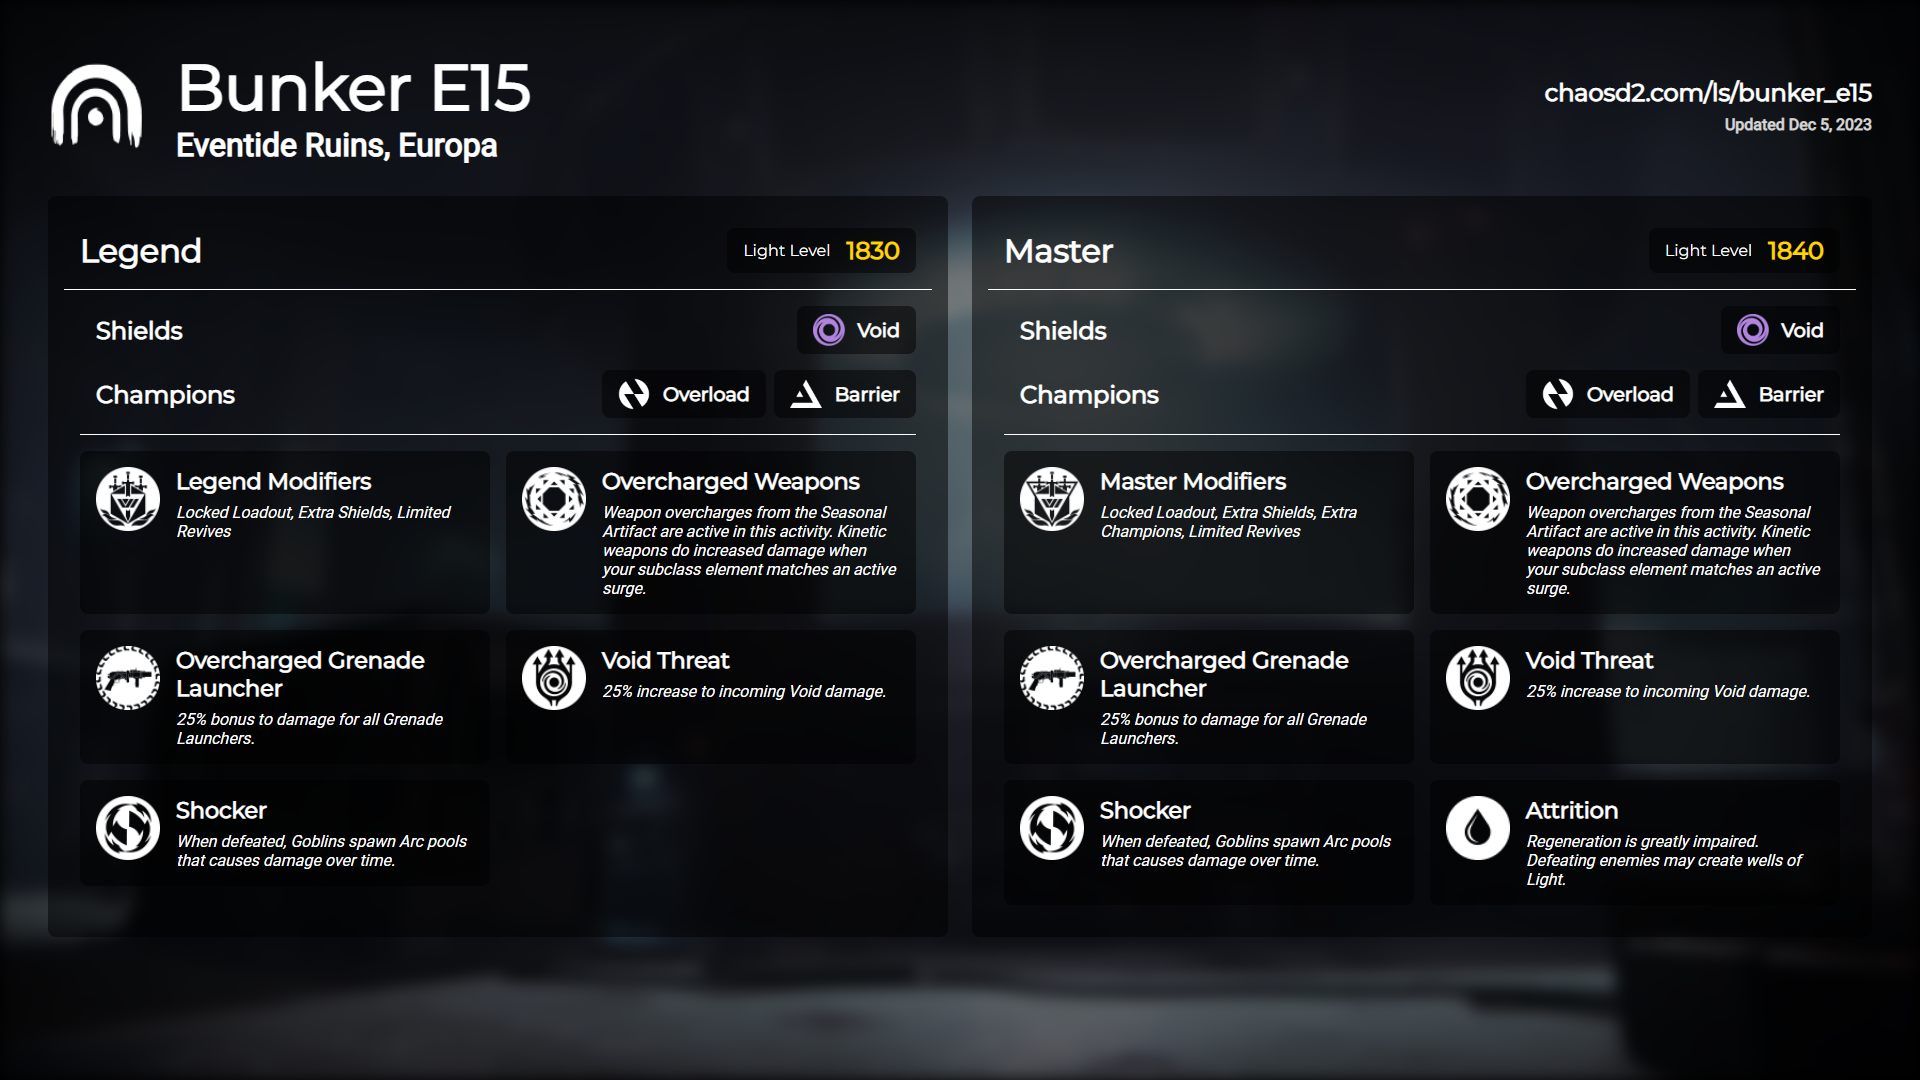 Bunker E15
Eventide Ruins, Europa
chaosd2.com/ls/bunker_e15
Updated Dec 5, 2023
Legend
Light Level 1830
Shields
Void
Champions
Overload
Barrier
Legend Modifiers
Locked Loadout, Extra Shields, Limited
Revives
Overcharged Weapons
Weapon overcharges from the Seasonal
Artifact are active in this activity. Kinetic
weapons do increased damage when
your subclass element matches an active
surge.
Overcharged Grenade
Launcher
25% bonus to damage for all Grenade
Launchers.
Void Threat
25% increase to incoming Void damage.
Shocker
When defeated, Goblins spawn Arc pools
that causes damage over time.
Master
Light Level 1840
Shields
Void
Champions
Overload
Barrier
Master Modifiers
Locked Loadout, Extra Shields, Extra
Champions, Limited Revives
Overcharged Weapons
Weapon overcharges from the Seasonal
Artifact are active in this activity. Kinetic
weapons do increased damage when
your subclass element matches an active
surge.
Overcharged Grenade
Launcher
25% bonus to damage for all Grenade
Launchers.
Void Threat
25% increase to incoming Void damage.
Shocker
When defeated, Goblins spawn Arc pools
that causes damage over time.
Attrition
Regeneration is greatly impaired.
Defeating enemies may create wells of
Light.